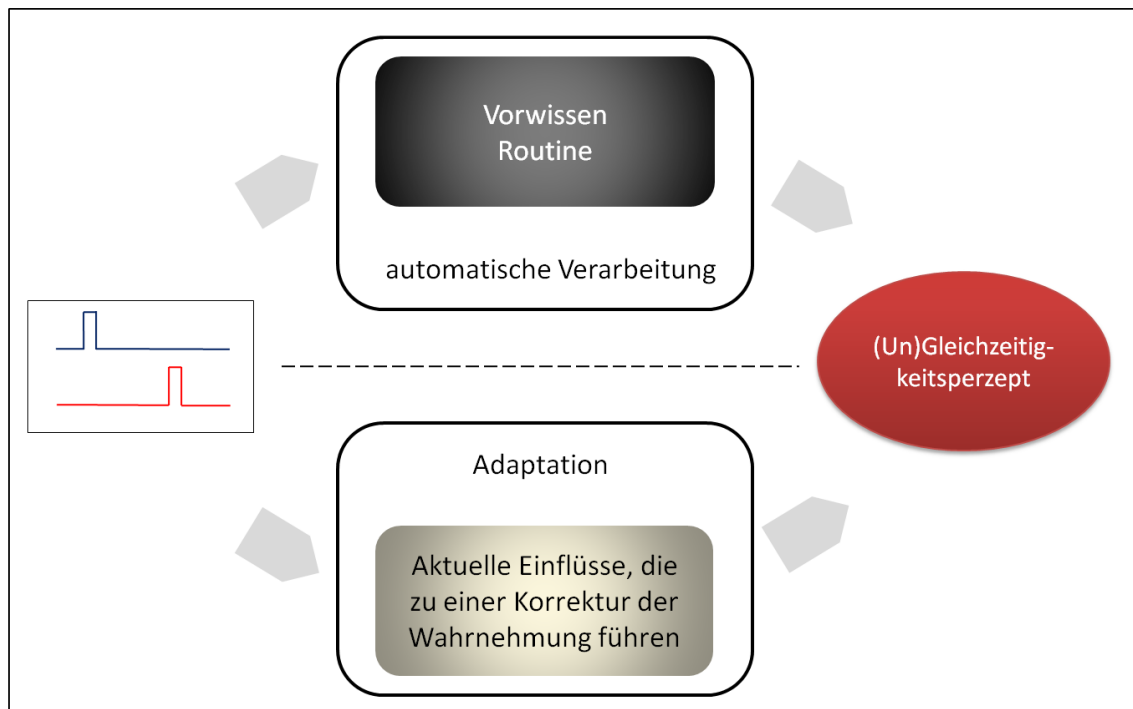 Vorwissen
Routine
automatische Verarbeitung
(Un)Gleichzeitig-
keitsperzept
Adaptation
Aktuelle Einflüsse, die
zu einer Korrektur der
Wahrnehmung führen